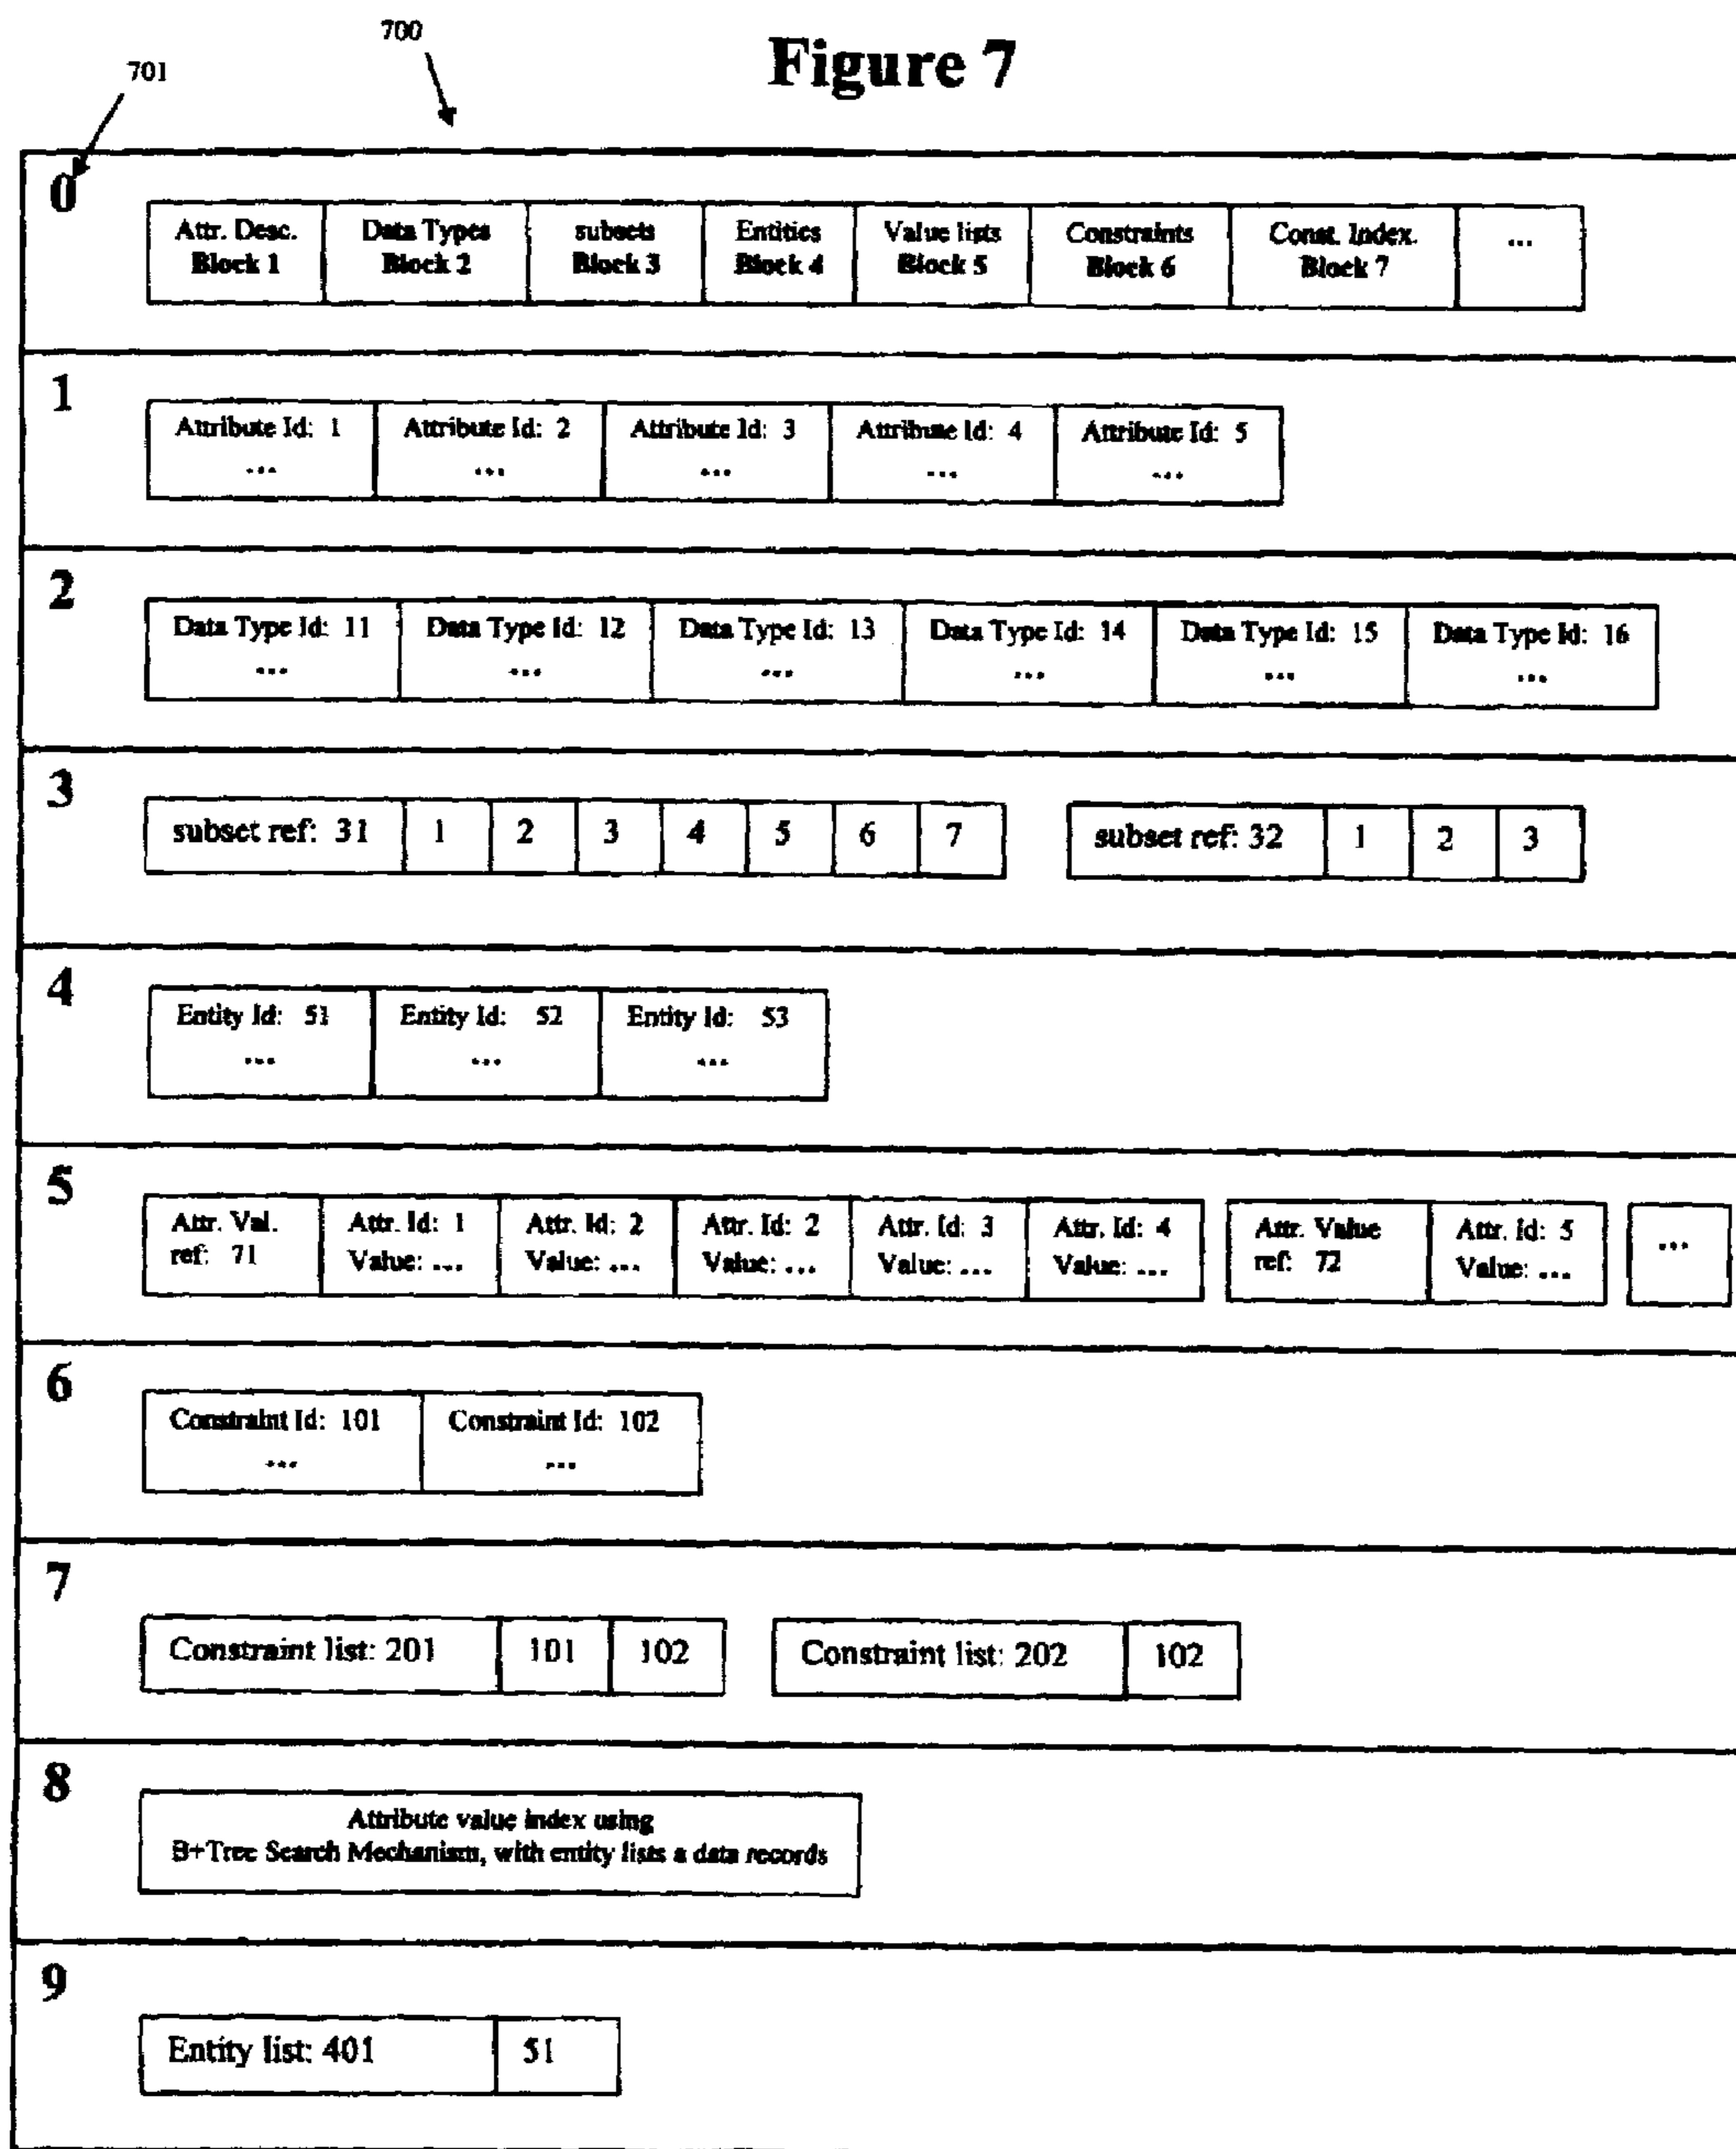 700
Figure 7
701
0
Attr. Desc. Data Types subsets Entities Value lists Constraints Const. Index. ...
Block 1 Block 2 Block 3 Block 4 Block 5 Block 6 Block 7
1
Attribute Id: 1 Attribute Id: 2 Attribute Id: 3 Attribute Id: 4 Attribute Id: 5
... ... ... ... ...
2
Data Type Id: 11 Data Type Id: 12 Data Type Id: 13 Data Type Id: 14 Data Type Id: 15 Data Type Id: 16
... ... ... ... ... ...
3
subset ref: 31 1 2 3 4 5 6 7 subset ref: 32 1 2 3
4
Entity Id: 51 Entity Id: 52 Entity Id: 53
... ... ...
5
Attr. Val. Attr. Id: 1 Attr. Id: 2 Attr. Id: 2 Attr. Id: 3 Attr. Id: 4 Attr. Value Attr. Id: 5 ...
ref: 71 Value: ... Value: ... Value: ... Value: ... Value: ... ref: 72 Value: ...
6
Constraint Id: 101 Constraint Id: 102
... ...
7
Constraint list: 201 101 102 Constraint list: 202 102
8
Attribute value index using
B+Tree Search Mechanism, with entity lists a data records
9
Entity list: 401 51